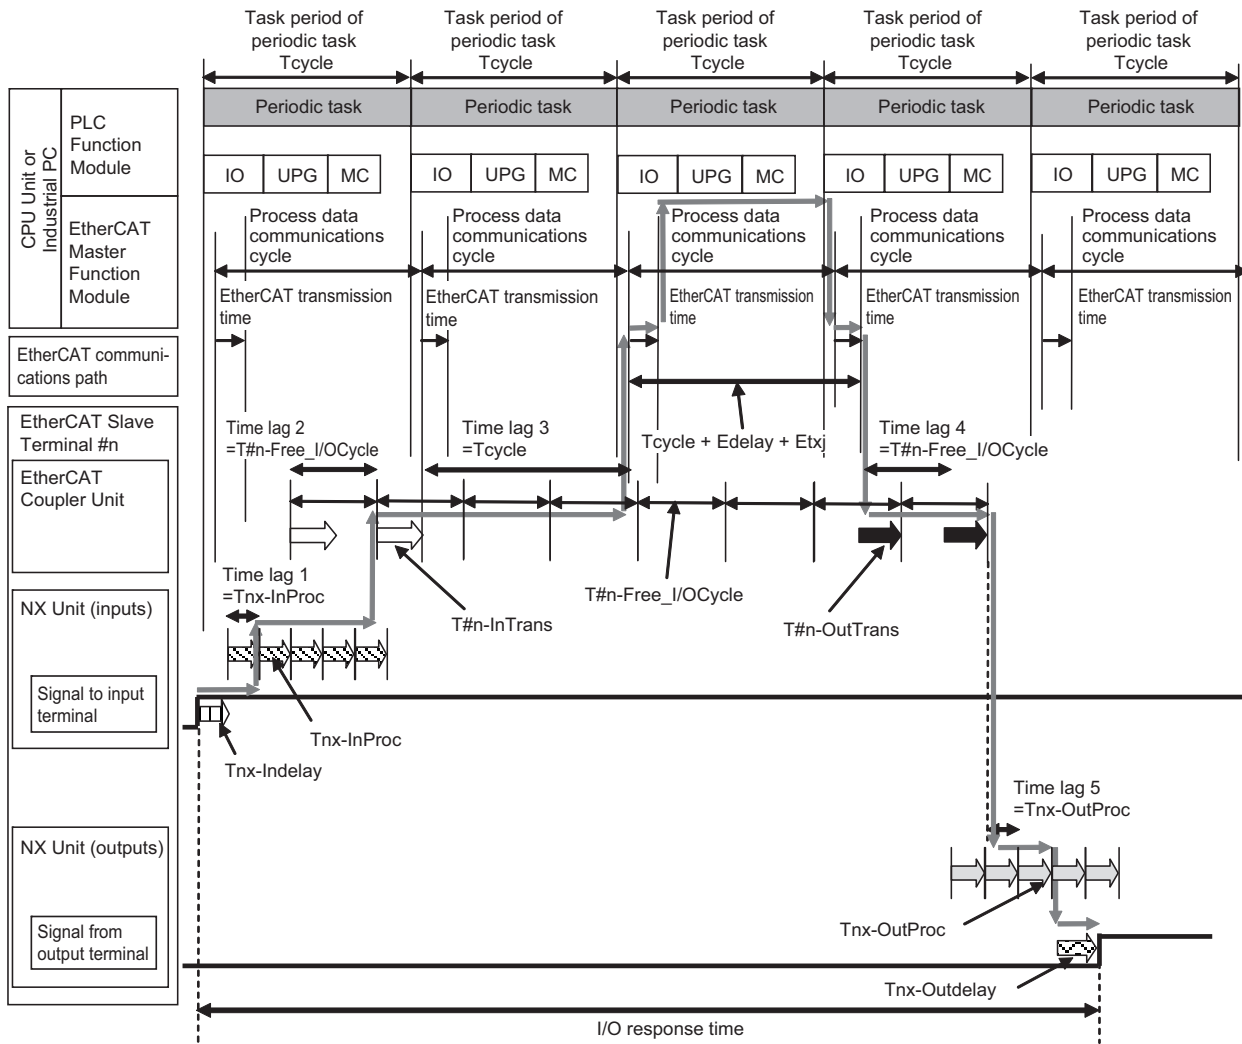 Task period of
periodic task
Tcycle
Task period of
periodic task
Tcycle
Task period of
periodic task
Tcycle
Task period of
periodic task
Tcycle
Task period of
periodic task
Tcycle
CPU Unit or
Industrial PC
PLC
Function
Module
Periodic task
Periodic task
Periodic task
Periodic task
Periodic task
IO UPG MC
IO UPG MC
IO UPG MC
IO UPG MC
IO UPG MC
EtherCAT
Master
Function
Module
Process data
communications
cycle
Process data
communications
cycle
Process data
communications
cycle
Process data
communications
cycle
Process data
communications
cycle
EtherCAT transmission
time
EtherCAT transmission
time
EtherCAT transmission
time
EtherCAT transmission
time
EtherCAT transmission
time
EtherCAT communi-
cations path
EtherCAT Slave
Terminal #n
Time lag 2
=T#n-Free_I/OCycle
Time lag 3
=Tcycle
Tcycle + Edelay + Etxj
Time lag 4
=T#n-Free_I/OCycle
EtherCAT
Coupler Unit
Time lag 1
=Tnx-InProc
T#n-Free_I/OCycle
T#n-InTrans
T#n-OutTrans
NX Unit (inputs)
Signal to input
terminal
Tnx-InProc
Tnx-Indelay
Time lag 5
=Tnx-OutProc
NX Unit (outputs)
Tnx-OutProc
Signal from
output terminal
Tnx-Outdelay
I/O response time